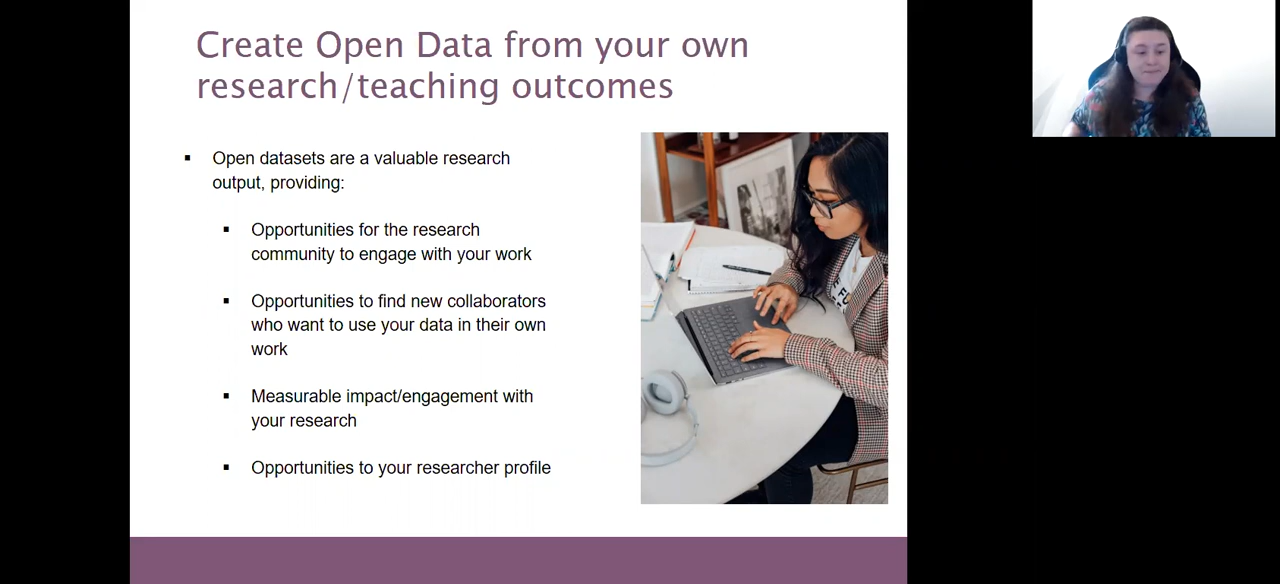 Create Open Data from your own
research/teaching outcomes
▪ Open datasets are a valuable research
output, providing:
▪ Opportunities for the research
community to engage with your work
▪ Opportunities to find new collaborators
who want to use your data in their own
work
▪ Measurable impact/engagement with
your research
▪ Opportunities to your researcher profile